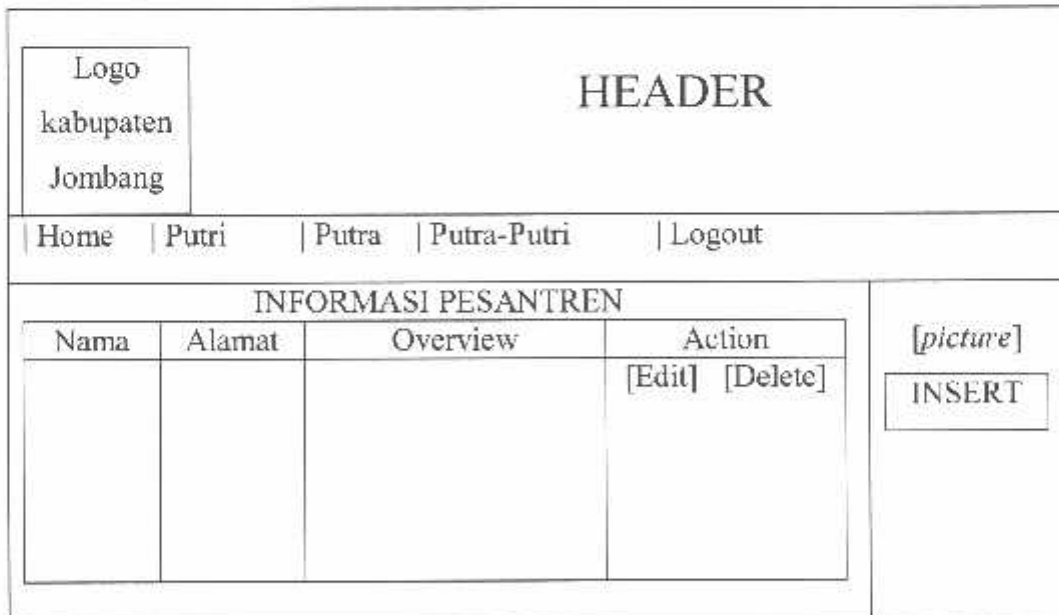 Logo
kabupaten
Jombang
HEADER
| Home | Putri | Putra | Putra-Putri | Logout
INFORMASI PESANTREN
Nama Alamat Overview Action
[Edit] [Delete]
[picture]
INSERT